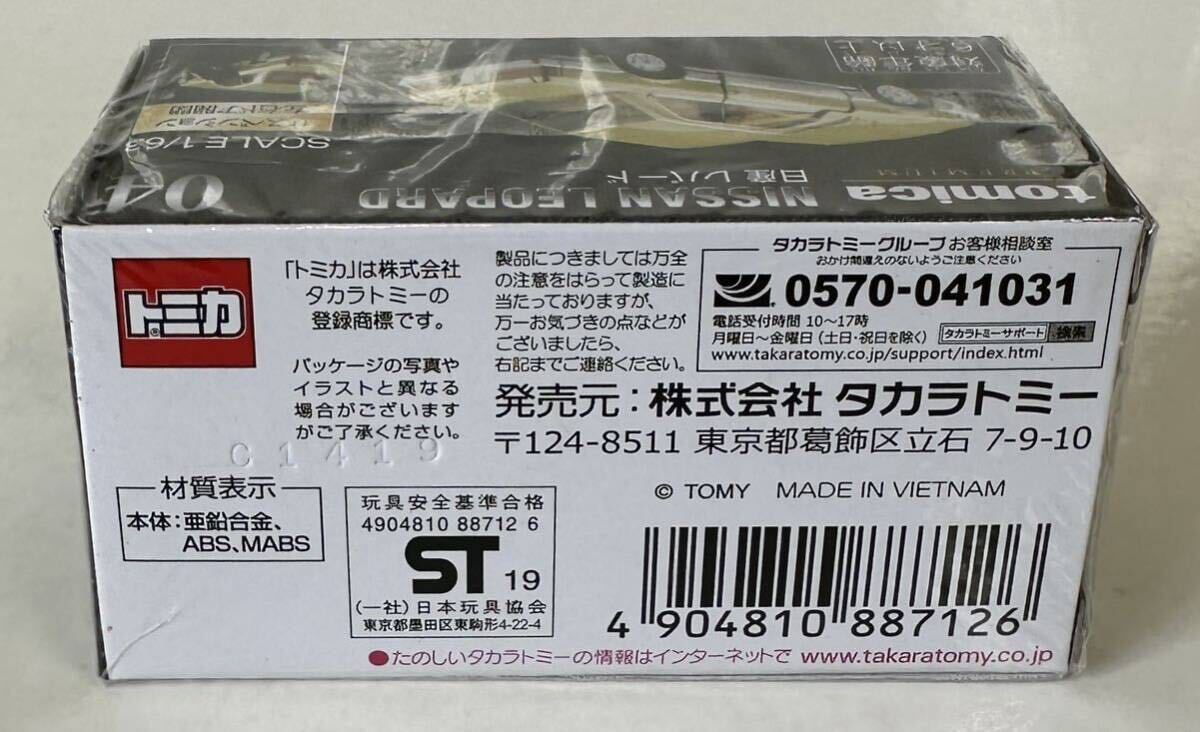 対象年齢
6才以上
tomica
PREMIUM
NISSAN LEOPARD
日産 レパード
04
SCALE 1/63
サスペンション
左右ドア開閉
トミカ®
「トミカ」は株式会社
タカラトミーの
登録商標です。
パッケージの写真や
イラストと異なる
場合がございます
がご了承ください。
C1419
製品につきましては万全
の注意をはらって製造に
当たっておりますが、
万一お気づきの点などが
ございましたら、
右記までご連絡ください。
タカラトミーグループ お客様相談室
おかけ間違えのないようご注意ください
0570-041031
電話受付時間 10〜17時
月曜日〜金曜日 (土日・祝日を除く) タカラトミーサポート 検索
www.takaratomy.co.jp/support/index.html
発売元:株式会社 タカラトミー
〒124-8511 東京都葛飾区立石 7-9-10
© TOMY MADE IN VIETNAM
材質表示
本体:亜鉛合金、
ABS、MABS
玩具安全基準合格
4904810 88712 6
ST 19
(一社)日本玩具協会
東京都墨田区東駒形4-22-4
4 904810 887126
●たのしいタカラトミーの情報はインターネットで www.takaratomy.co.jp